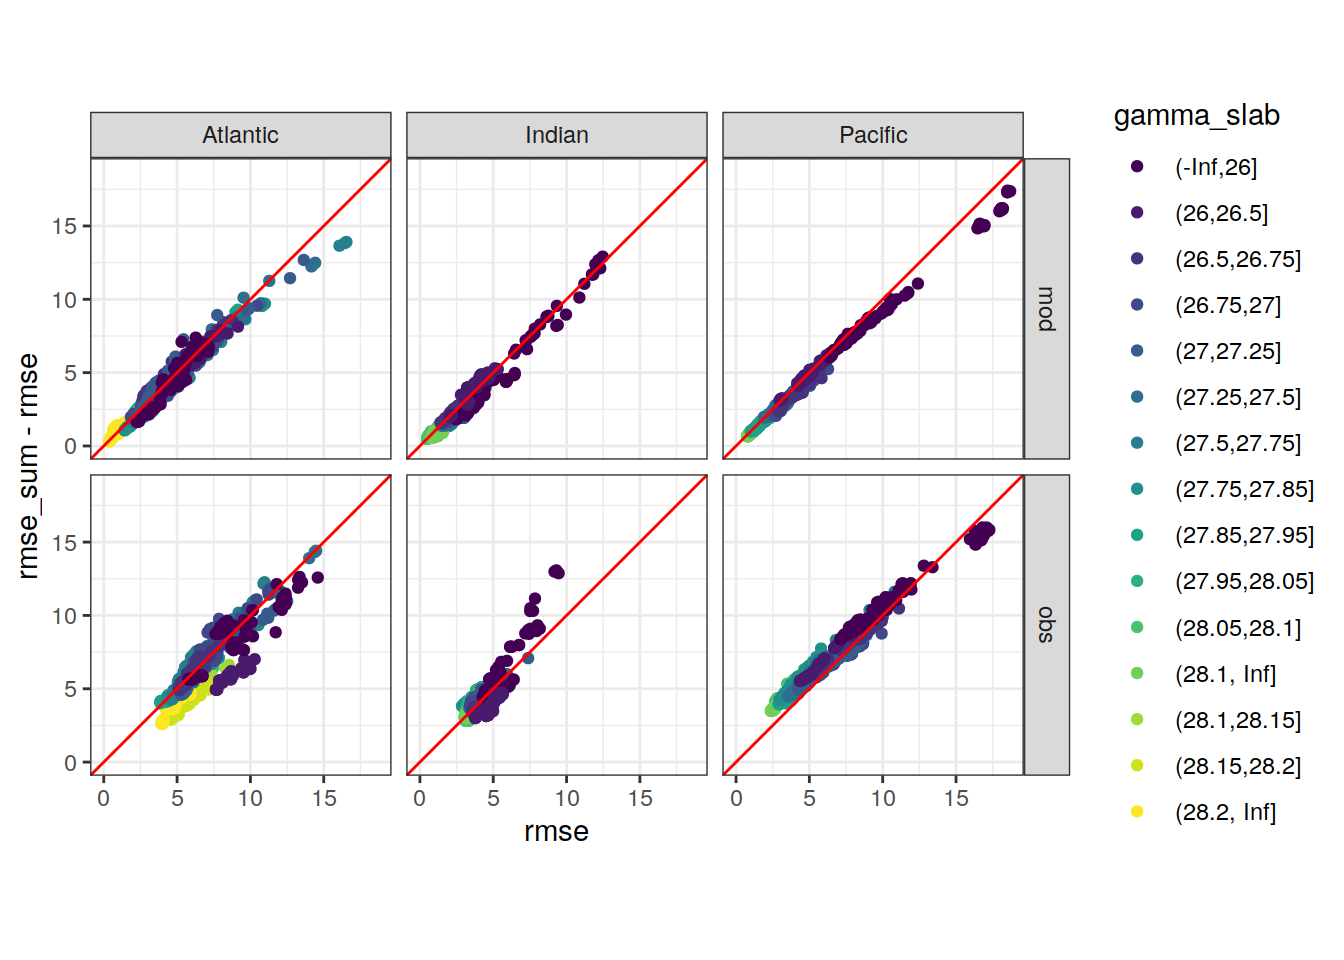 Atlantic
Indian
Pacific
mod
obs
15
10
5
0
15
10
5
0
0
5
10
15
0
5
10
15
0
5
10
15
rmse
rmse_sum - rmse
gamma_slab
(-Inf,26]
(26,26.5]
(26.5,26.75]
(26.75,27]
(27,27.25]
(27.25,27.5]
(27.5,27.75]
(27.75,27.85]
(27.85,27.95]
(27.95,28.05]
(28.05,28.1]
(28.1, Inf]
(28.1,28.15]
(28.15,28.2]
(28.2, Inf]